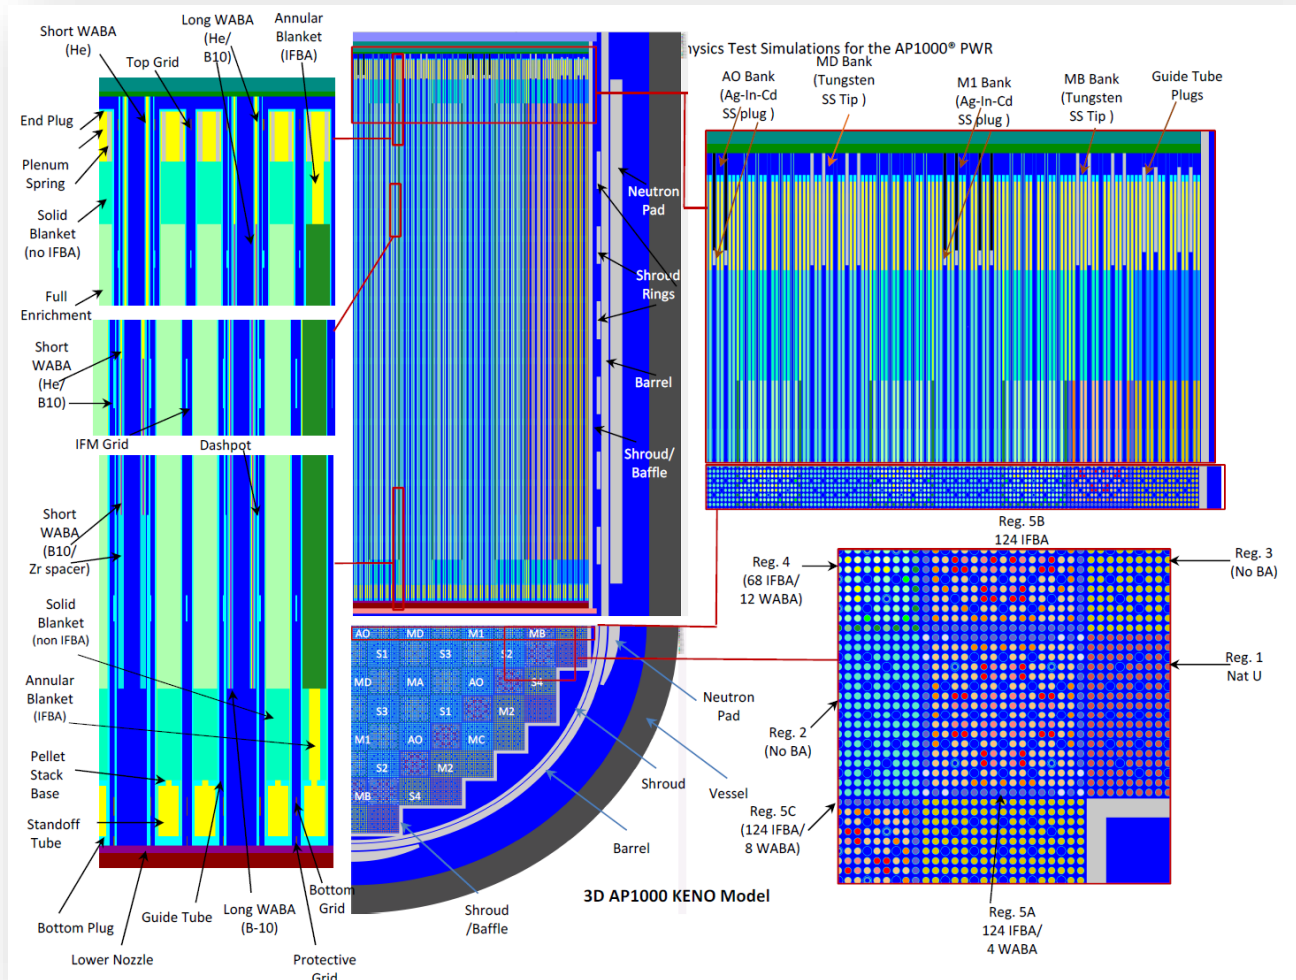 Short WABA
(He)
Top Grid
Long WABA
(He/
B10)
Annular
Blanket
(IFBA)
End Plug
Plenum
Spring
Solid
Blanket
(no IFBA)
Full
Enrichment
Short
WABA
(He/
B10)
IFM Grid
Dashpot
Short
WABA
(B10/
Zr spacer)
Solid
Blanket
(non IFBA)
Annular
Blanket
(IFBA)
Pellet
Stack
Base
Standoff
Tube
Bottom Plug
Lower Nozzle
Guide Tube
Long WABA
(B-10)
Bottom
Grid
Protective
Grid
Neutron
Pad
Shroud
Rings
Barrel
Shroud/
Baffle
AO MD M1 MB
S1 S3 S2
MD MA AO S4
S3 S1 M2
M1 AO MC
S2 M2
MB S4
Neutron
Pad
Vessel
Shroud
Barrel
Shroud
/Baffle
3D AP1000 KENO Model
ysics Test Simulations for the AP1000® PWR
AO Bank
(Ag-In-Cd
SS plug )
MD Bank
(Tungsten
SS Tip )
M1 Bank
(Ag-In-Cd
SS plug )
MB Bank
(Tungsten
SS Tip )
Guide Tube
Plugs
Reg. 5B
124 IFBA
Reg. 4
(68 IFBA/
12 WABA)
Reg. 3
(No BA)
Reg. 1
Nat U
Reg. 2
(No BA)
Reg. 5C
(124 IFBA/
8 WABA)
Reg. 5A
124 IFBA/
4 WABA